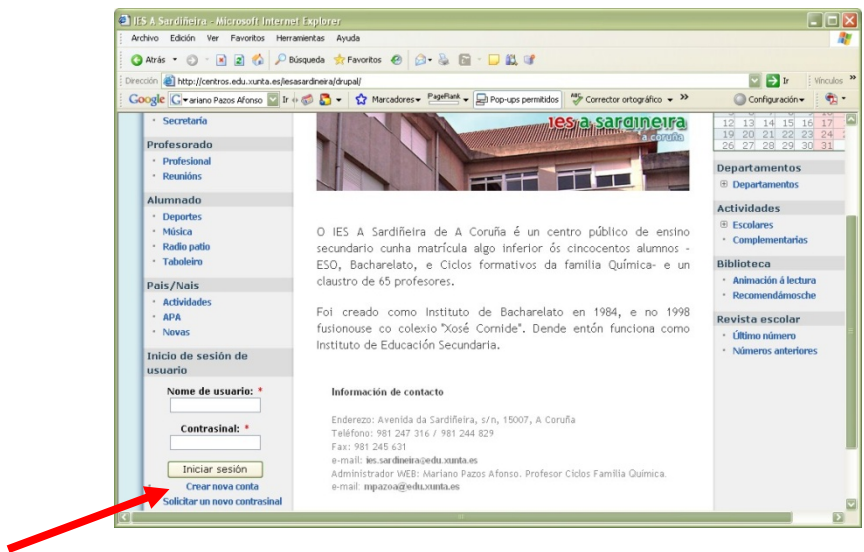 IES A Sardiñeira - Microsoft Internet Explorer
Archivo Edición Ver Favoritos Herramientas Ayuda
Atrás Búsqueda Favoritos
Dirección http://centros.edu.xunta.es/iesasardineira/drupal/ Ir Vínculos »
Google ariano Pazos Afonso Ir Marcadores PageRank Pop-ups permitidos Corrector ortográfico » Configuración
Secretaría
Profesorado
Profesional
Reunións
Alumnado
Deportes
Música
Radio patio
Taboleiro
Pais/Nais
Actividades
APA
Novas
Inicio de sesión de
usuario
Nome de usuario: *
Contrasinal: *
Iniciar sesión
Crear nova conta
Solicitar un novo contrasinal
ies a sardiñeira
a coruña
O IES A Sardiñeira de A Coruña é un centro público de ensino
secundario cunha matrícula algo inferior ós cincocentos alumnos -
ESO, Bacharelato, e Ciclos formativos da familia Química- e un
claustro de 65 profesores.
Foi creado como Instituto de Bacharelato en 1984, e no 1998
fusionouse co colexio "Xosé Cornide". Dende entón funciona como
Instituto de Educación Secundaria.
Información de contacto
Enderezo: Avenida da Sardiñeira, s/n, 15007, A Coruña
Teléfono: 981 247 316 / 981 244 829
Fax: 981 245 631
e-mail: ies.sardineira@edu.xunta.es
Administrador WEB: Mariano Pazos Afonso. Profesor Ciclos Familia Química.
e-mail: mpazoa@edu.xunta.es
12 13 14 15 16 17
19 20 21 22 23 24
26 27 28 29 30 31
Departamentos
Departamentos
Actividades
Escolares
Complementarias
Biblioteca
Animación á lectura
Recomendámosche
Revista escolar
Último número
Números anteriores